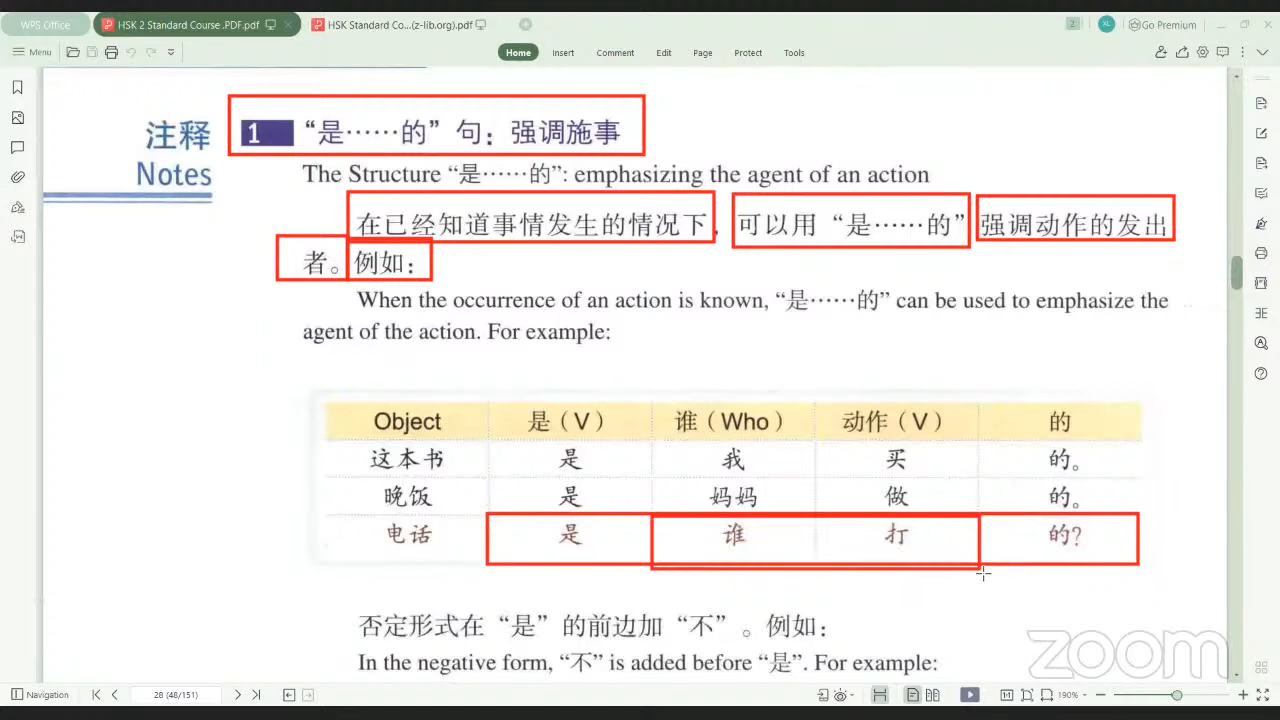 WPS Office
HSK 2 Standard Course .PDF.pdf
HSK Standard Co...(z-lib.org).pdf
2
XL
Go Premium
Menu
Home Insert Comment Edit Page Protect Tools
注释
Notes
1 “是……的”句：强调施事
The Structure “是……的”: emphasizing the agent of an action
在已经知道事情发生的情况下，可以用“是……的”强调动作的发出
者。例如：
When the occurrence of an action is known, “是……的” can be used to emphasize the
agent of the action. For example:
Object 是（V） 谁（Who） 动作（V） 的
这本书 是 我 买 的。
晚饭 是 妈妈 做 的。
电话 是 谁 打 的？
否定形式在“是”的前边加“不”。例如：
In the negative form, “不” is added before “是”. For example:
zoom
Navigation
28 (48/151)
190%